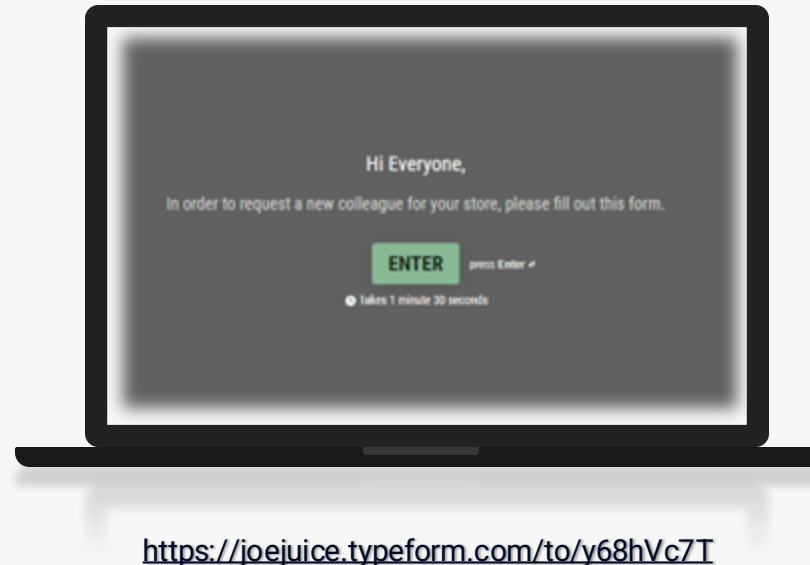 Hi Everyone,
In order to request a new colleague for your store, please fill out this form.
ENTER
press Enter ↵
Takes 1 minute 30 seconds
https://joejuice.typeform.com/to/y68hVc7T